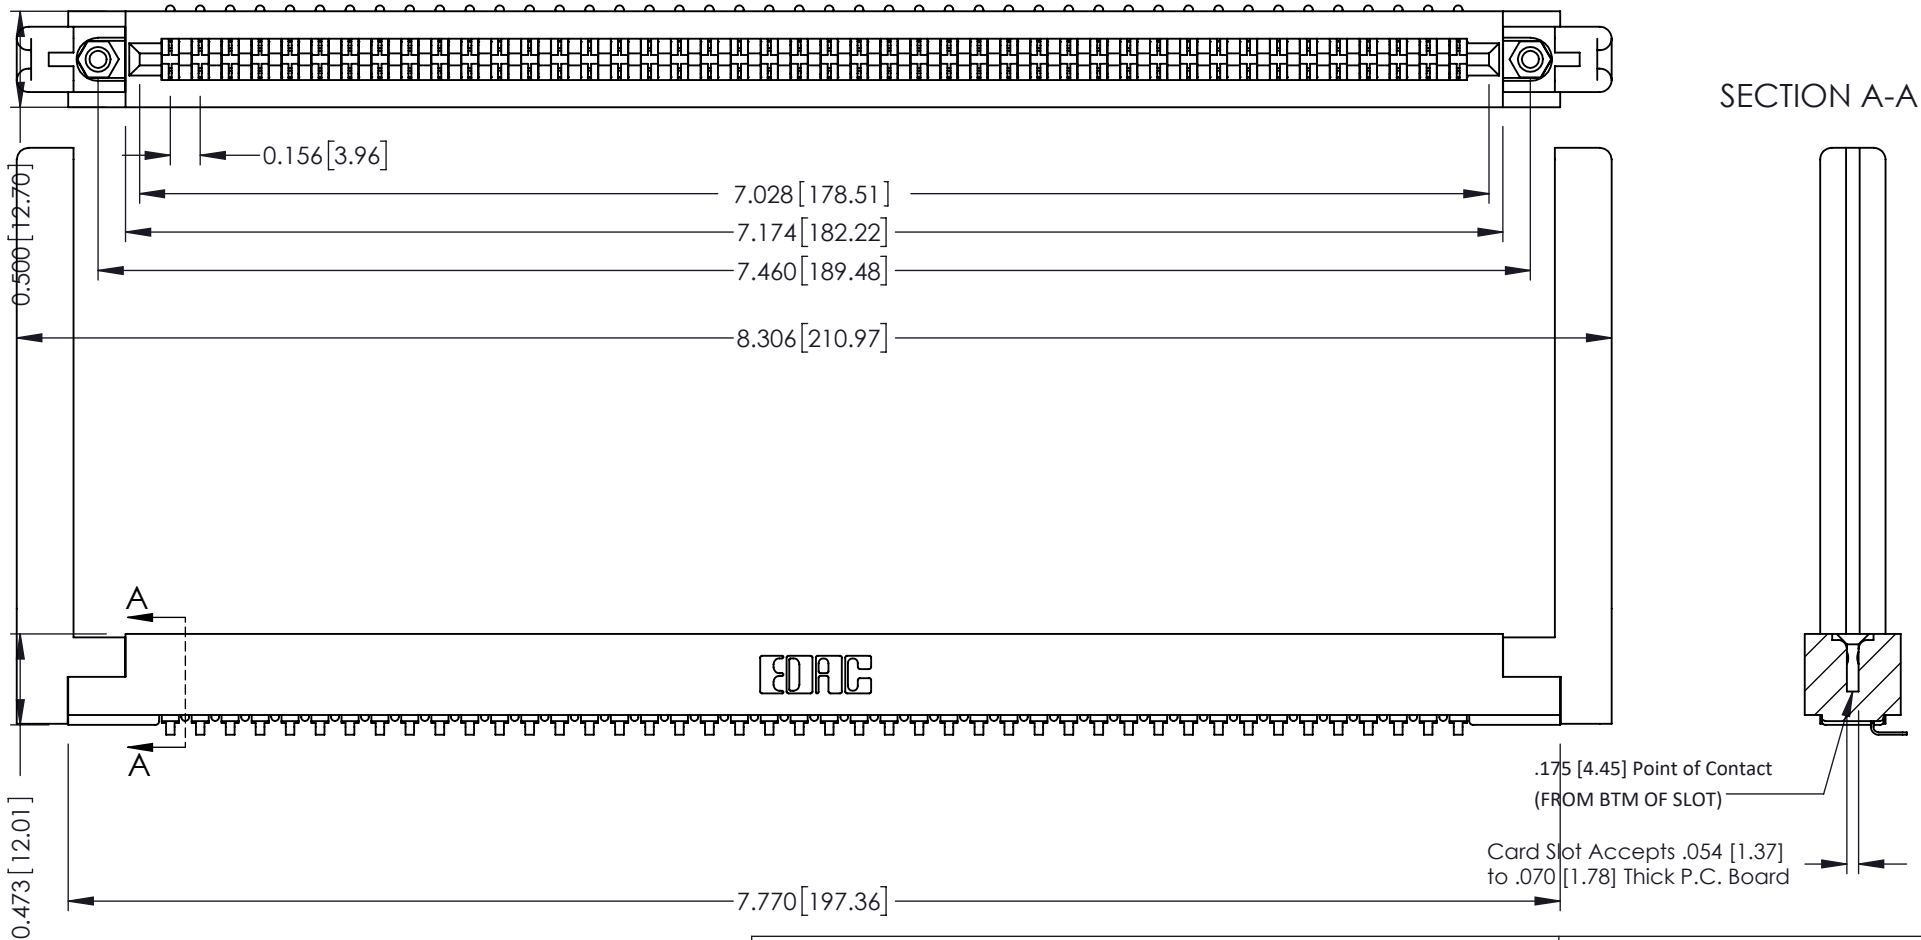 SECTION A-A
0.156[3.96]
7.028[178.51]
0.500[12.70]
7.174[182.22]
7.460[189.48]
8.306[210.97]
A
EDAC
A
.175 [4.45] Point of Contact
(FROM BTM OF SLOT)
0.473[12.01]
Card Slot Accepts .054 [1.37]
to .070 [1.78] Thick P.C. Board
7.770[197.36]